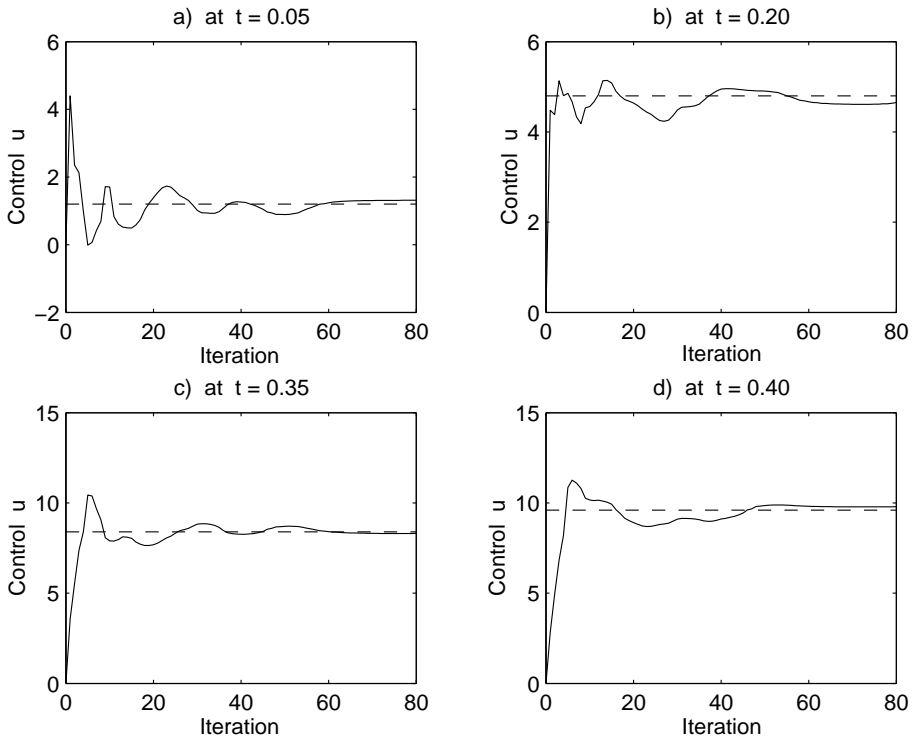 a) at t = 0.05
6
4
2
0
−2
Control u
0 20 40 60 80
Iteration
b) at t = 0.20
6
4
2
0
Control u
0 20 40 60 80
Iteration
c) at t = 0.35
15
10
5
0
Control u
0 20 40 60 80
Iteration
d) at t = 0.40
15
10
5
0
Control u
0 20 40 60 80
Iteration